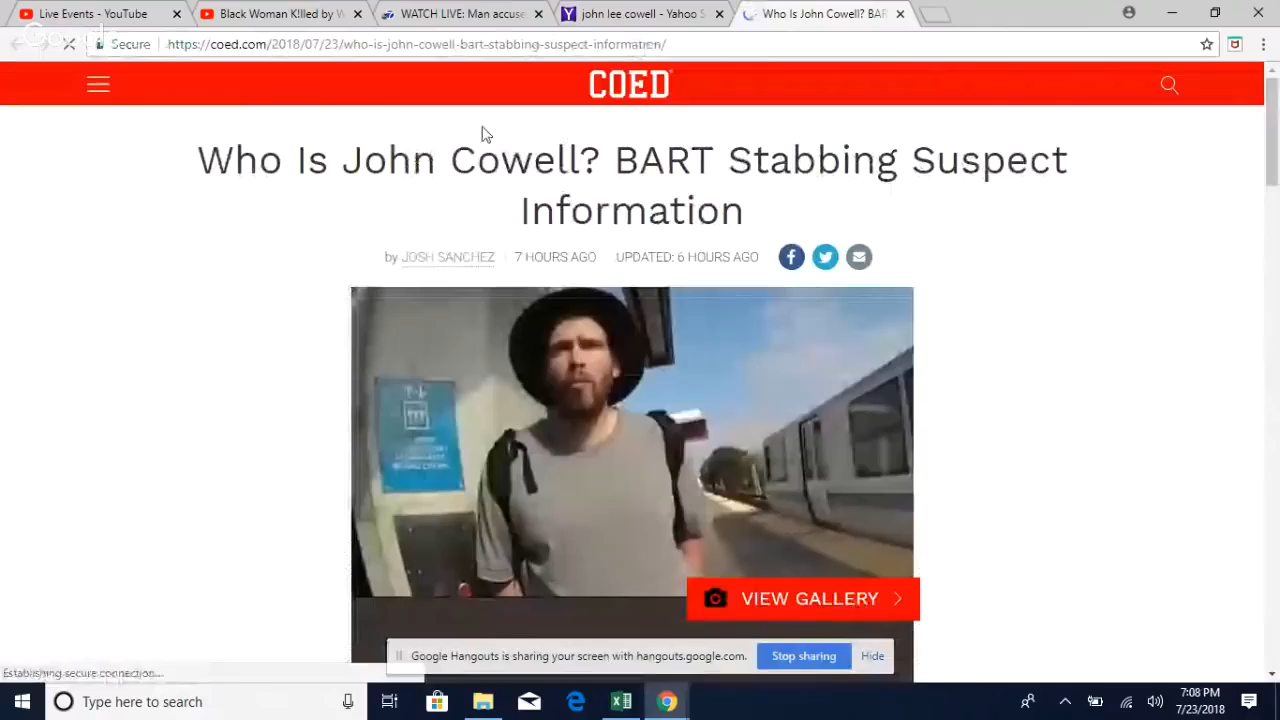 Live Events - YouTube
Black Woman K!lled by W
WATCH LIVE: Man accuse
john lee cowell - Yahoo S
Who Is John Cowell? BAR
Secure
https://coed.com/2018/07/23/who-is-john-cowell-bart-stabbing-suspect-information/
COED
Who Is John Cowell? BART Stabbing Suspect
Information
by JOSH SANCHEZ 7 HOURS AGO UPDATED: 6 HOURS AGO
VIEW GALLERY
Google Hangouts is sharing your screen with hangouts.google.com. Stop sharing Hide
Establishing secure connection...
Type here to search
7:08 PM
7/23/2018